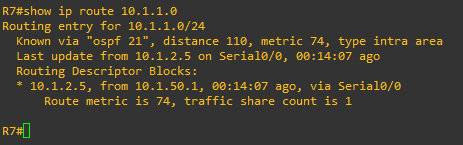 R7#show ip route 10.1.1.0
Routing entry for 10.1.1.0/24
  Known via "ospf 21", distance 110, metric 74, type intra area
  Last update from 10.1.2.5 on Serial0/0, 00:14:07 ago
  Routing Descriptor Blocks:
  * 10.1.2.5, from 10.1.50.1, 00:14:07 ago, via Serial0/0
      Route metric is 74, traffic share count is 1

R7#